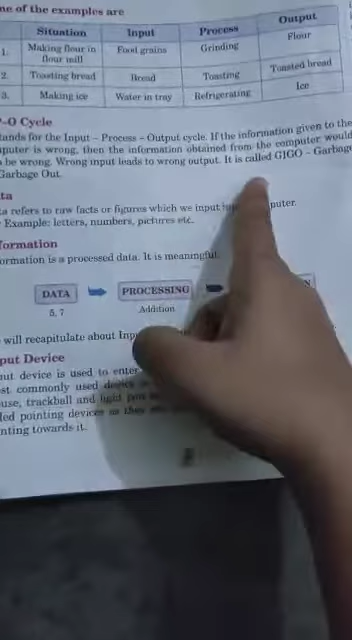 ne of the examples are
Situation Input Process Output
1. Making flour in flour mill Food grains Grinding Flour
2. Toasting bread Bread Toasting Toasted bread
3. Making ice Water in tray Refrigerating Ice
P-O Cycle
tands for the Input – Process – Output cycle. If the information given to the
puter is wrong, then the information obtained from the computer would
be wrong. Wrong input leads to wrong output. It is called GIGO – Garbage
Garbage Out.
ta
ta refers to raw facts or figures which we input puter.
Example: letters, numbers, pictures etc.
formation
ormation is a processed data. It is meaningful.
DATA PROCESSING N
5, 7 Addition
will recapitulate about Inp
put Device
put device is used to enter
st commonly used device
use, trackball and light pen
led pointing devices as they
nting towards it.